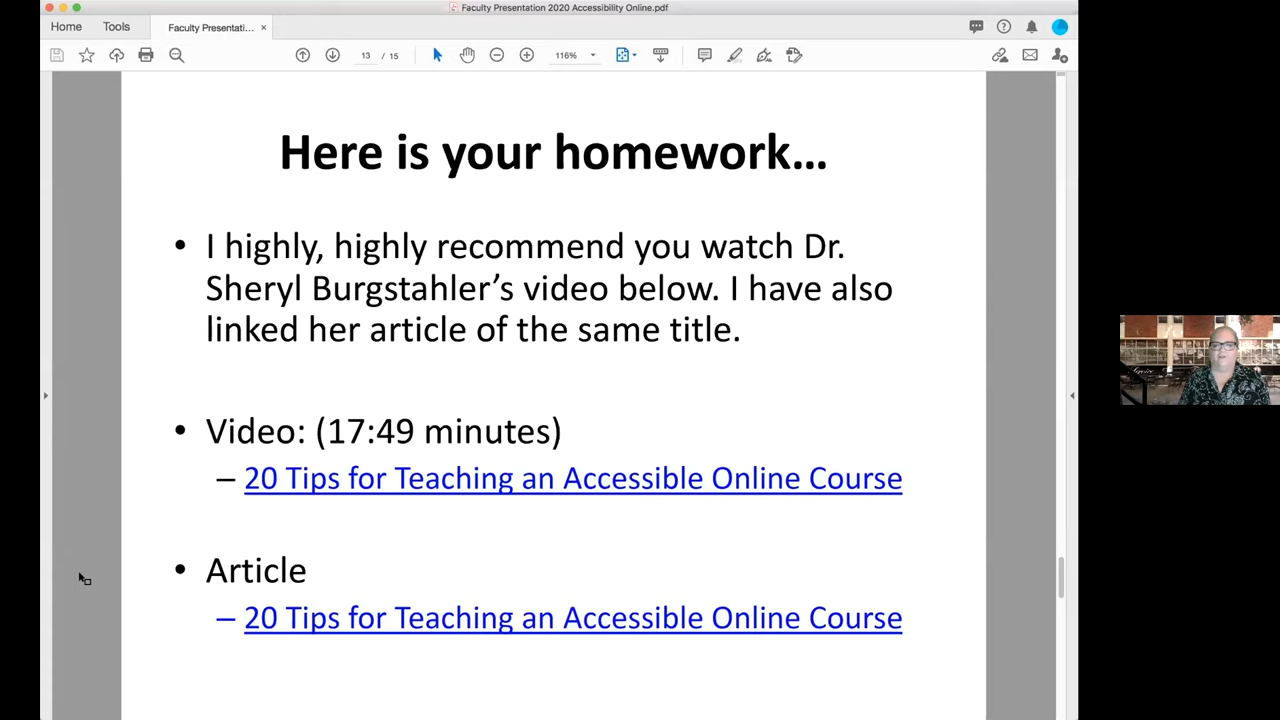 Faculty Presentation 2020 Accessibility Online.pdf
Home Tools Faculty Presentati... ×
13 / 15 116%
Here is your homework...
• I highly, highly recommend you watch Dr.
Sheryl Burgstahler’s video below. I have also
linked her article of the same title.
• Video: (17:49 minutes)
– 20 Tips for Teaching an Accessible Online Course
• Article
– 20 Tips for Teaching an Accessible Online Course